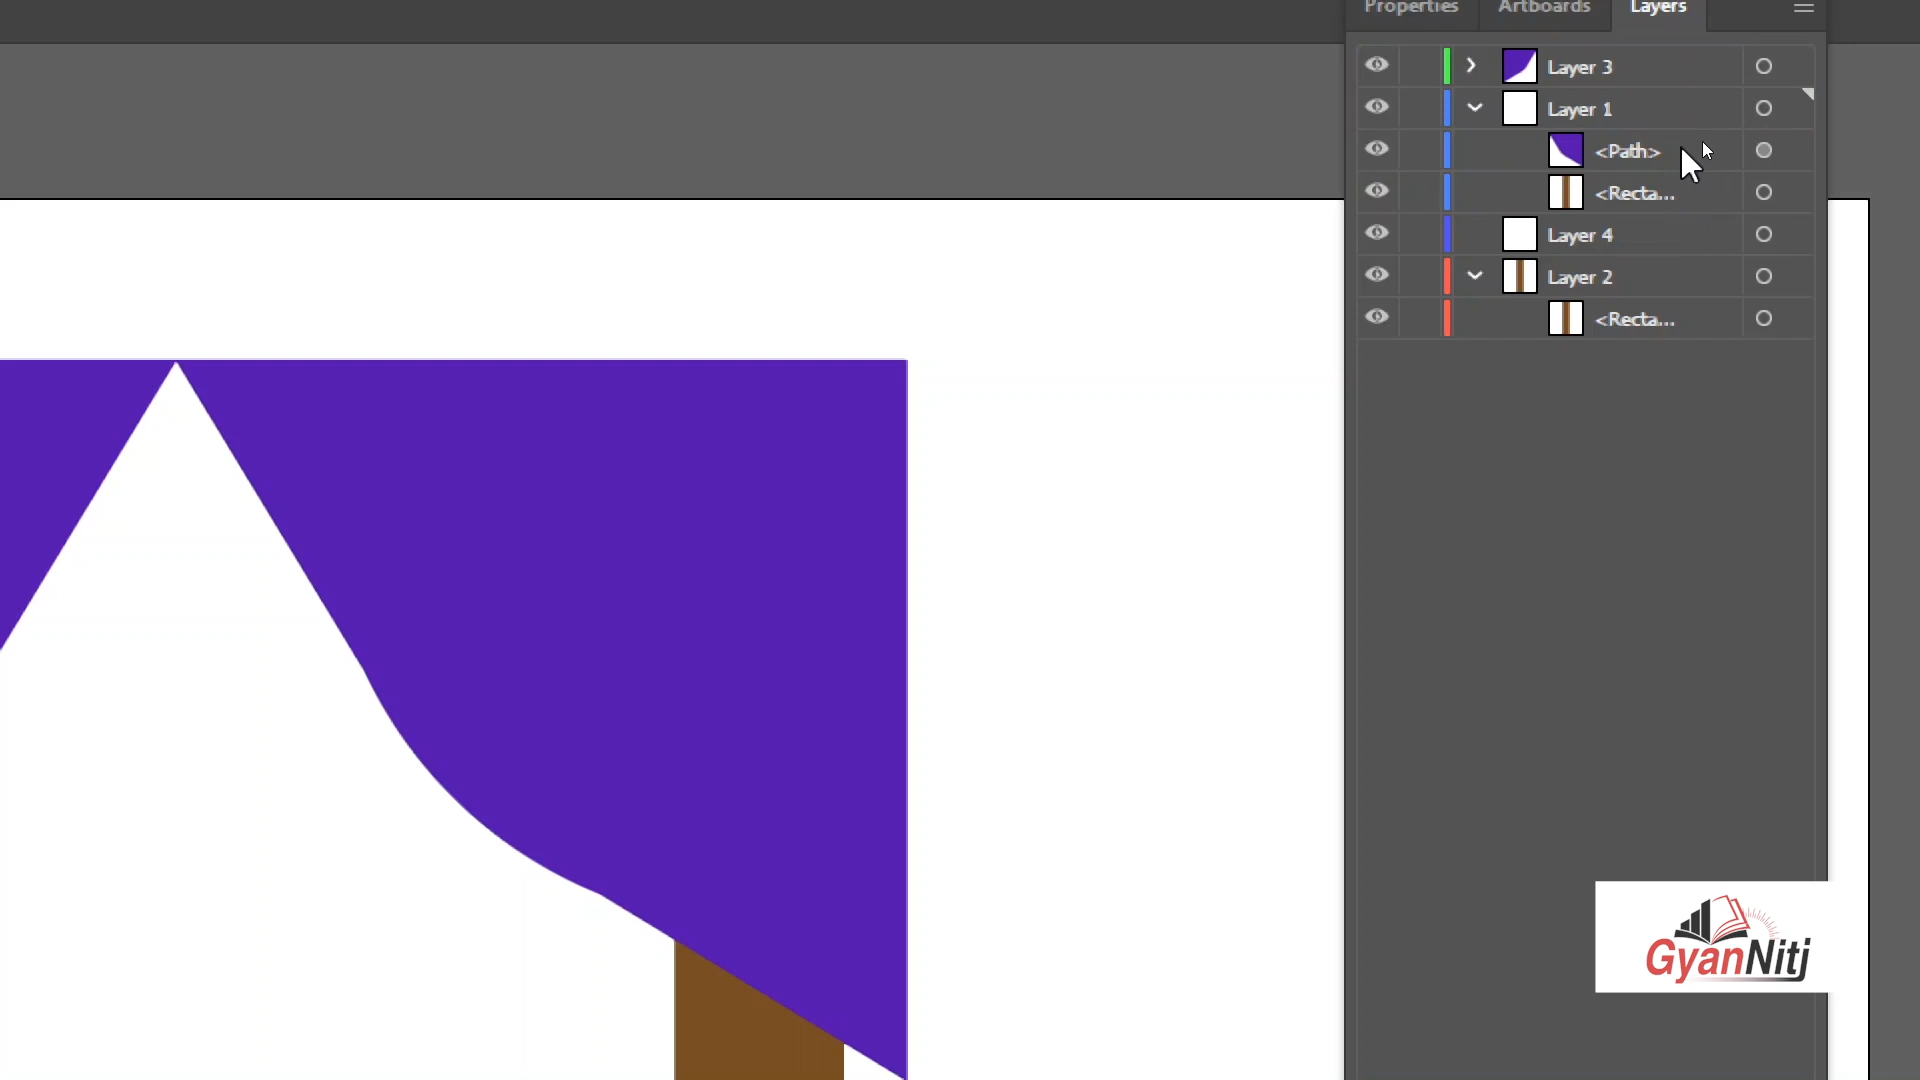 Properties Artboards Layers
Layer 3
Layer 1
<Path>
<Recta...
Layer 4
Layer 2
<Recta...
GyanNitj